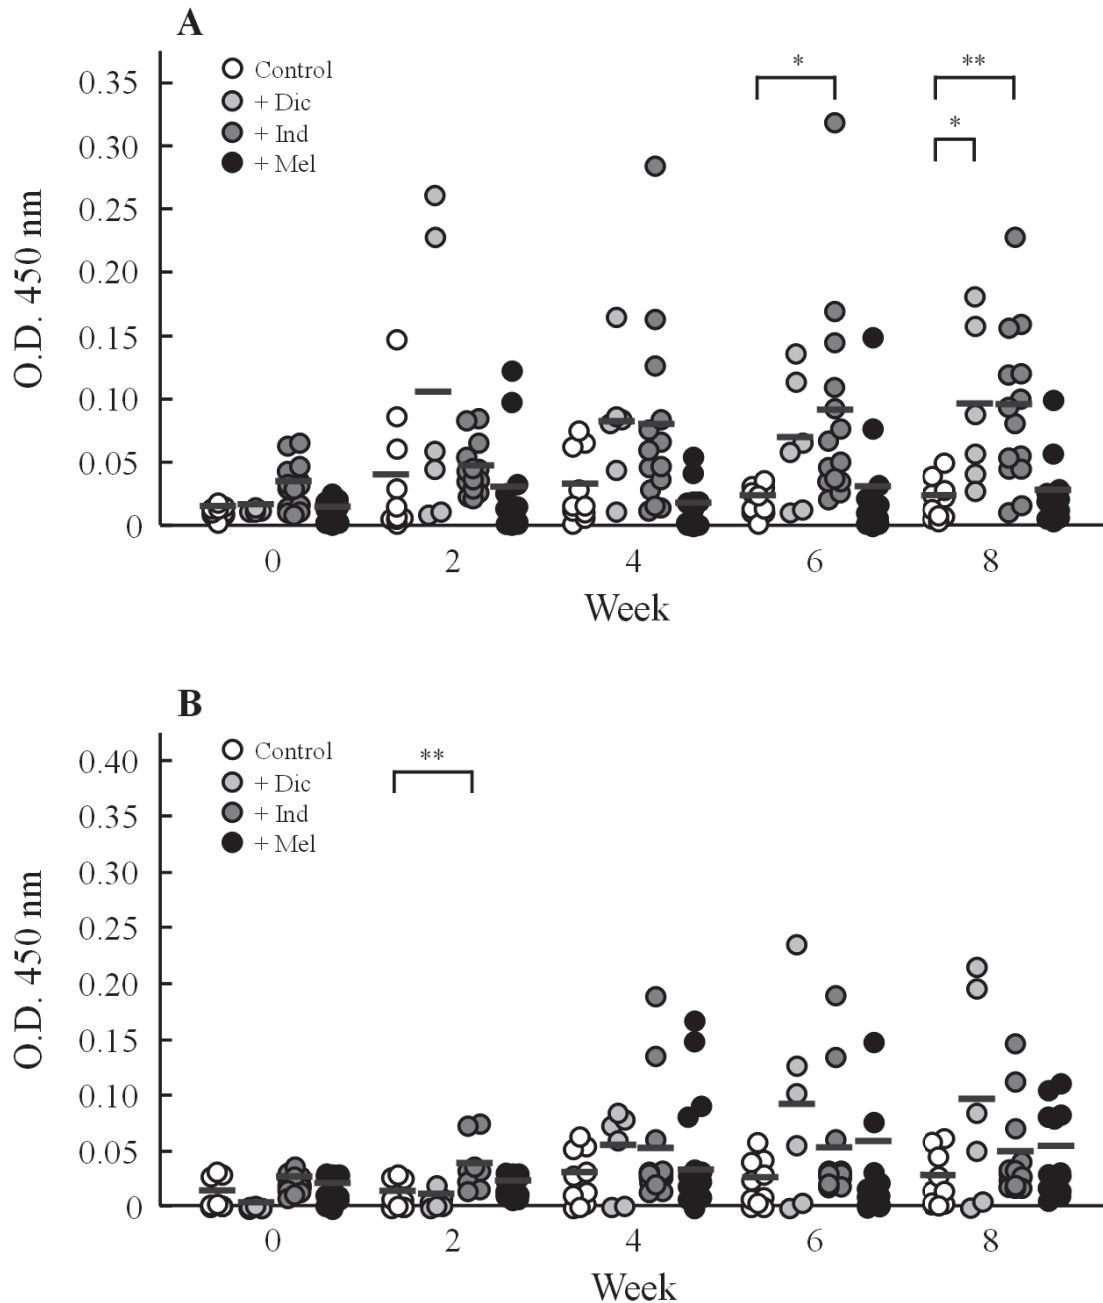 A
0.35
0.30
0.25
0.20
0.15
0.10
0.05
0
O.D. 450 nm
Control
+ Dic
+ Ind
+ Mel
*
**
*
0 2 4 6 8
Week
B
0.40
0.35
0.30
0.25
0.20
0.15
0.10
0.05
0
O.D. 450 nm
Control
+ Dic
+ Ind
+ Mel
**
0 2 4 6 8
Week